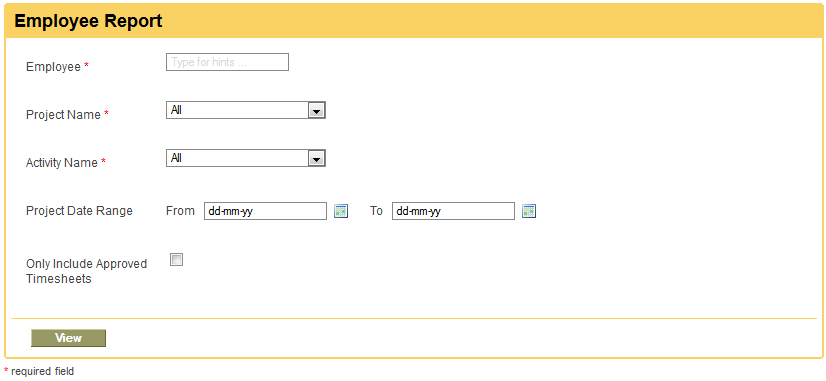 Employee Report
Employee *
Type for hints ...
Project Name *
All
Activity Name *
All
Project Date Range From dd-mm-yy To dd-mm-yy
Only Include Approved
Timesheets
View
* required field